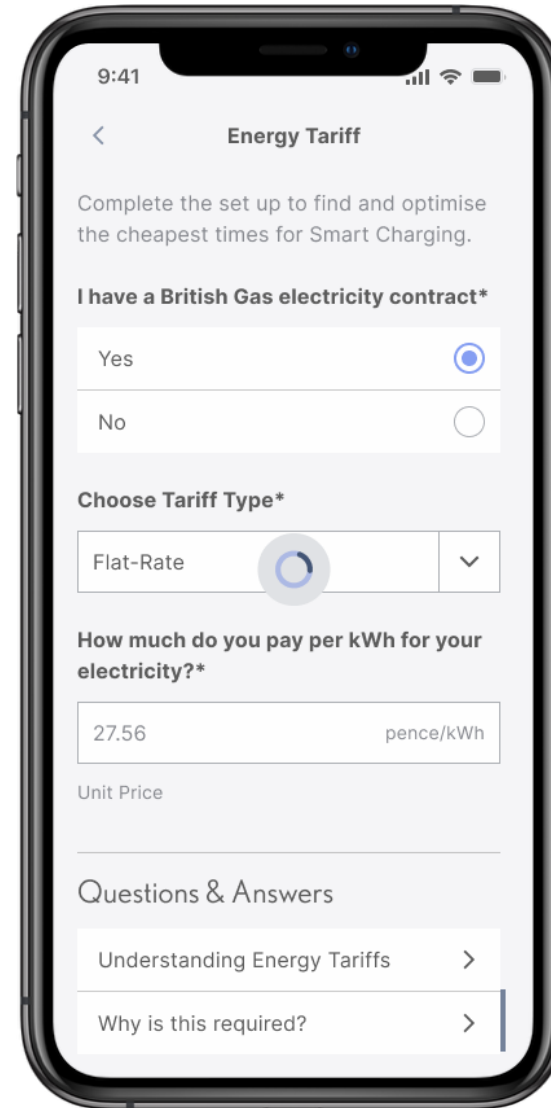 9:41
Energy Tariff
Complete the set up to find and optimise
the cheapest times for Smart Charging.
I have a British Gas electricity contract*
Yes
No
Choose Tariff Type*
Flat-Rate
How much do you pay per kWh for your
electricity?*
27.56 pence/kWh
Unit Price
Questions & Answers
Understanding Energy Tariffs
Why is this required?